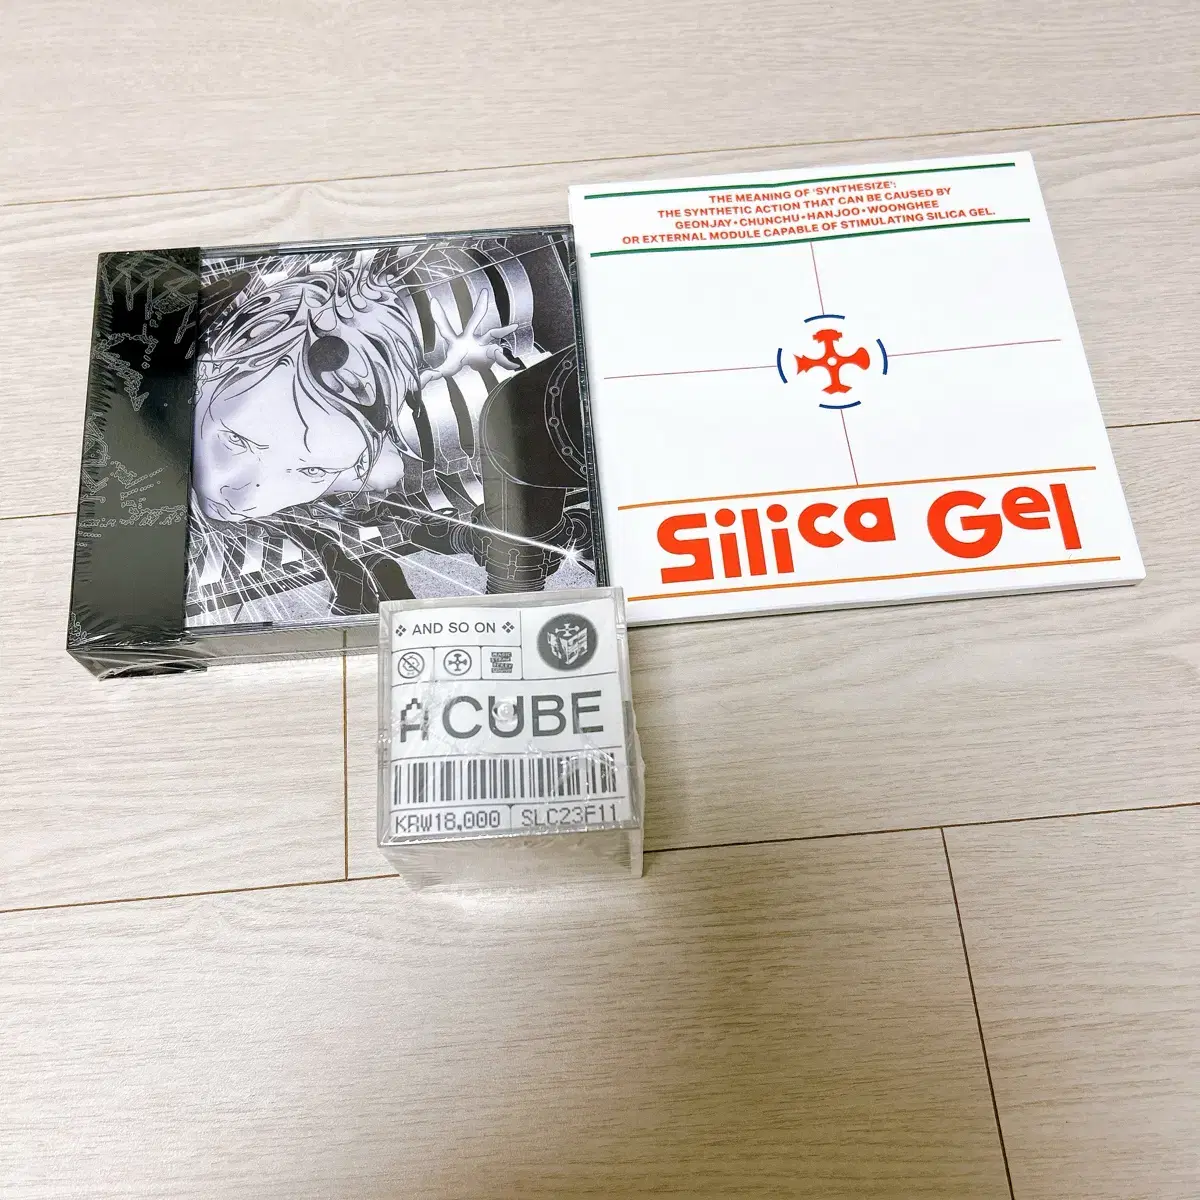 THE MEANING OF 'SYNTHESIZE':
THE SYNTHETIC ACTION THAT CAN BE CAUSED BY
GEONJAY•CHUNCHU•HANJOO•WOONGHEE
OR EXTERNAL MODULE CAPABLE OF STIMULATING SILICA GEL.
Silica Gel
AND SO ON
A CUBE
KRW18,000 SLC23F11